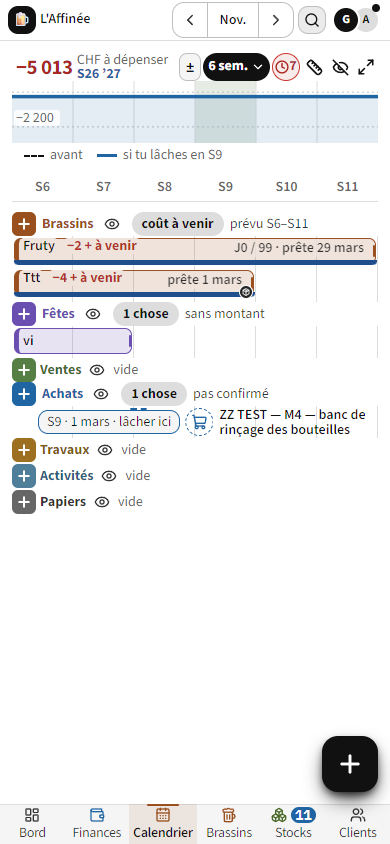 L'Affinée
Nov.
G
A
−5 013 CHF à dépenser
S26 ’27
±
6 sem.
7
−2 200
avant si tu lâches en S9
S6 S7 S8 S9 S10 S11
Brassins coût à venir prévu S6–S11
Fruty −2 + à venir J0 / 99 · prête 29 mars
Ttt −4 + à venir prête 1 mars
Fêtes 1 chose sans montant
vi
Ventes vide
Achats 1 chose pas confirmé
S9 · 1 mars · lâcher ici
ZZ TEST — M4 — banc de
rinçage des bouteilles
Travaux vide
Activités vide
Papiers vide
Bord Finances Calendrier Brassins Stocks 11 Clients